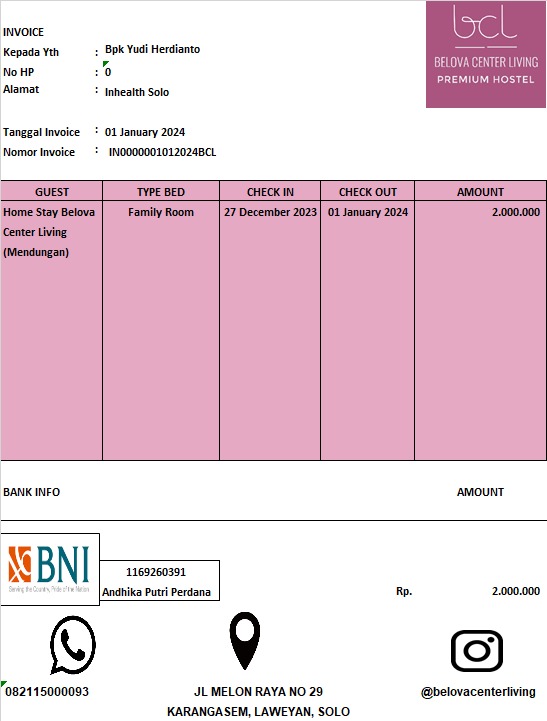 bcl
BELOVA CENTER LIVING
PREMIUM HOSTEL
INVOICE
Kepada Yth : Bpk Yudi Herdianto
No HP : 0
Alamat : Inhealth Solo
Tanggal Invoice : 01 January 2024
Nomor Invoice : IN0000001012024BCL
GUEST TYPE BED CHECK IN CHECK OUT AMOUNT
Home Stay Belova Family Room 27 December 2023 01 January 2024 2.000.000
Center Living
(Mendungan)
BANK INFO AMOUNT
BNI
Serving the Country, Pride of the Nation
1169260391
Andhika Putri Perdana Rp. 2.000.000
082115000093 JL MELON RAYA NO 29 @belovacenterliving
KARANGASEM, LAWEYAN, SOLO